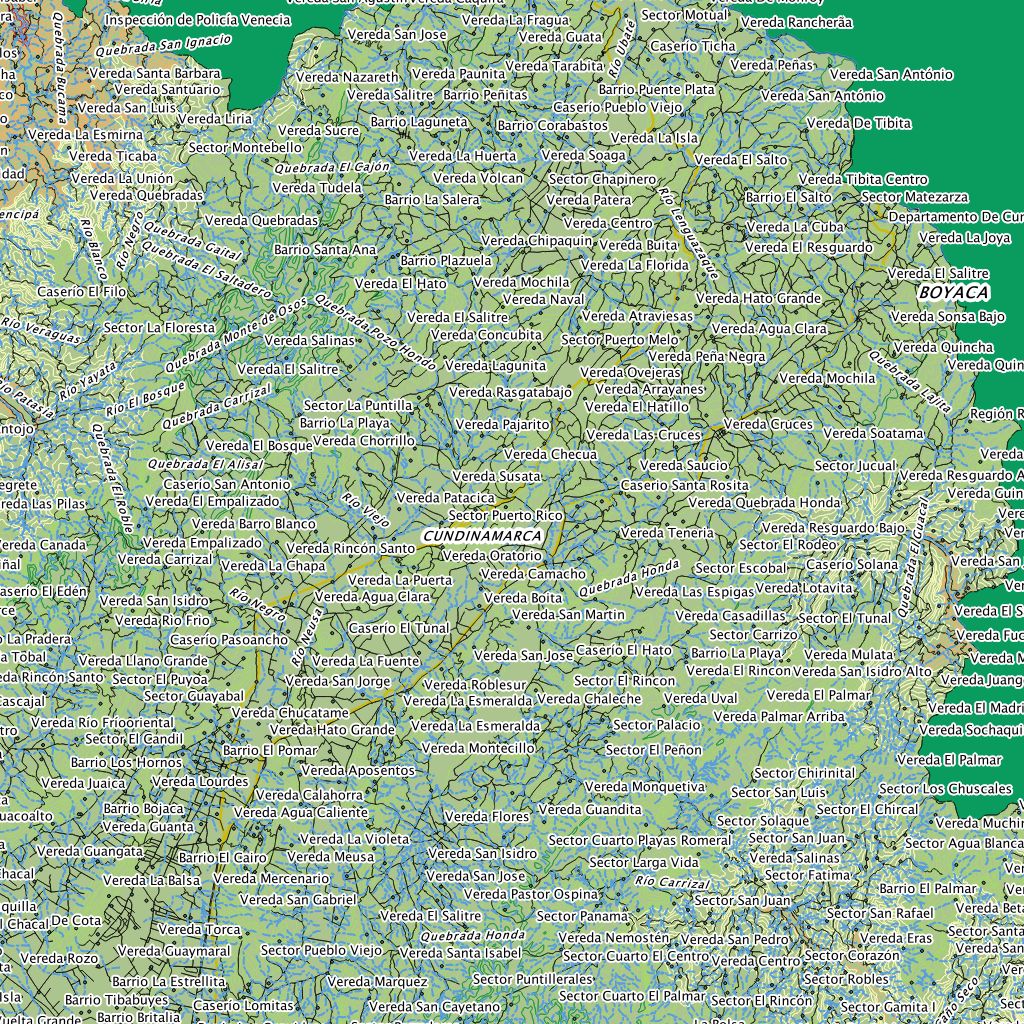 Inspección de Policía Venecia
Vereda La Fragua
Sector Motual
Vereda Rancherãa
Vereda San Jose
Vereda Guata
Quebrada San Ignacio
Río Ubaté
Caserío Ticha
Quebrada Bucama
Vereda Santa Barbara
Vereda Nazareth
Vereda Paunita
Vereda Tarabita
Vereda Peñas
Vereda San António
Vereda Santuario
Vereda Salitre
Barrio Peñitas
Barrio Puente Plata
Vereda San António
Vereda San Luis
Caserío Pueblo Viejo
Vereda Liria
Barrio Laguneta
Barrio Corabastos
Vereda De Tibita
Vereda La Esmirna
Vereda Sucre
Vereda La Isla
Sector Montebello
Vereda Ticaba
Vereda La Huerta
Vereda Soaga
Vereda El Salto
Quebrada El Cajón
Vereda La Unión
Vereda Volcan
Sector Chapinero
Vereda Tibita Centro
Vereda Quebradas
Vereda Tudela
Barrio La Salera
Vereda Patera
Barrio El Salto
Sector Matezarza
Río Lenguazaque
Vereda Quebradas
Vereda Centro
Vereda La Cuba
Vereda La Joya
Río Blanco
Río Negro
Quebrada Gaital
Barrio Santa Ana
Vereda Chipaquin
Vereda Buita
Vereda El Resguardo
Quebrada El Saltadero
Barrio Plazuela
Vereda La Florida
Vereda El Salitre
Caserío El Filo
Vereda El Hato
Vereda Mochila
BOYACA
Vereda Naval
Vereda Hato Grande
Quebrada Monte de Osos
Quebrada Pozo Hondo
Vereda El Salitre
Vereda Atraviesas
Vereda Sonsa Bajo
Río Veraguas
Sector La Floresta
Vereda Salinas
Vereda Concubita
Sector Puerto Melo
Vereda Agua Clara
Vereda Quincha
Vereda Peña Negra
Río Yayata
Vereda El Salitre
Vereda Lagunita
Vereda Ovejeras
Vereda Mochila
Quebrada Lajita
Río El Bosque
Quebrada Carrizal
Vereda Rasgatabajo
Vereda Arrayanes
Sector La Puntilla
Vereda El Hatillo
Barrio La Playa
Vereda Pajarito
Vereda Las Cruces
Vereda Cruces
Vereda Soatama
Vereda El Bosque
Vereda Chorrillo
Quebrada El Roble
Vereda Checua
Quebrada El Alisal
Vereda Saucio
Sector Jucual
Vereda Resguardo A
Caserío San Antonio
Vereda Susata
Caserío Santa Rosita
Vereda El Empalizado
Río Viejo
Vereda Patacica
Vereda Quebrada Honda
Vereda Barro Blanco
Sector Puerto Rico
Vereda Resguardo Bajo
Quebrada El Guacal
Vereda Empalizado
Vereda Rincón Santo
CUNDINAMARCA
Vereda Teneria
Sector El Rodeo
Vereda Carrizal
Vereda La Chapa
Vereda Oratorio
Sector Escobal
Caserío Solana
Vereda La Puerta
Vereda Camacho
Quebrada Honda
Vereda Las Espigas
Vereda Lotavita
Vereda San Isidro
Río Negro
Vereda Agua Clara
Vereda Boita
Vereda San Martin
Vereda Casadillas
Sector El Tunal
Vereda Rio Frio
Río Neusa
Caserío El Tunal
Sector Carrizo
Caserío Pasoancho
Vereda Llano Grande
Vereda La Fuente
Vereda San Jose
Caserío El Hato
Barrio La Playa
Vereda Mulata
Sector El Puyoa
Vereda San Jorge
Vereda Roblesur
Sector El Rincon
Vereda El Rincon
Vereda San Isidro Alto
Sector Guayabal
Vereda La Esmeralda
Vereda Chaleche
Vereda Uval
Vereda El Palmar
Vereda Chucatame
Vereda El Madri
Vereda Río Fríooriental
Vereda Hato Grande
Vereda La Esmeralda
Sector Palacio
Vereda Palmar Arriba
Vereda Sochaqui
Sector El Candil
Barrio El Pomar
Vereda Montecillo
Sector El Peñon
Barrio Los Hornos
Vereda El Palmar
Vereda Juaica
Vereda Lourdes
Vereda Aposentos
Vereda Monquetiva
Sector Chirinital
Sector San Luis
Sector Los Chuscales
Vereda Calahorra
Barrio Bojaca
Vereda Agua Caliente
Vereda Flores
Vereda Guandita
Sector El Chircal
Vereda Guanta
Sector Solaque
Vereda Muchin
Vereda La Violeta
Sector Cuarto Playas Romeral
Sector San Juan
Sector Agua Blanca
Vereda Guangata
Barrio El Cairo
Vereda Meusa
Vereda San Isidro
Sector Larga Vida
Vereda Salinas
Vereda La Balsa
Vereda Mercenario
Vereda San Jose
Río Carrizal
Sector Fatima
Barrio El Palmar
Vereda San Gabriel
Vereda Pastor Ospina
Sector San Juan
Vereda El Salitre
Sector Panama
Sector San Rafael
Vereda Torca
Quebrada Honda
Vereda Nemostén
Vereda San Pedro
Vereda Eras
Vereda Guaymaral
Sector Pueblo Viejo
Vereda Santa Isabel
Sector Cuarto El Centro
Vereda Centro
Sector Corazon
Vereda Rozo
Barrio La Estrellita
Vereda Marquez
Sector Puntillerales
Sector Robles
Barrio Tibabuyes
Caserío Lomitas
Vereda San Cayetano
Sector Cuarto El Palmar
Sector El Rincón
Sector Gamita I
Barrio Britalia